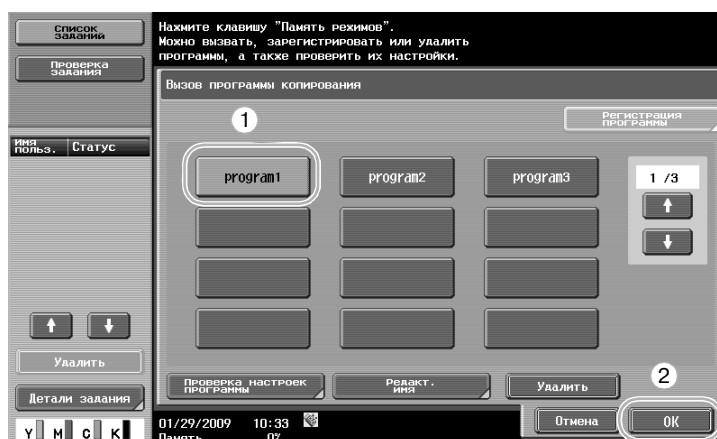 Список
заданий
Проверка
задания
Имя
польз.
Статус
Удалить
Детали задания
Y M C K
Нажмите клавишу "Память режимов".
Можно вызвать, зарегистрировать или удалить
программы, а также проверить их настройки.
Вызов программы копирования
1
Регистрация
программы
program1
program2
program3
1 /3
Проверка настроек
программы
Редакт.
имя
Удалить
2
01/29/2009 10:33
Память 0%
Отмена
OK